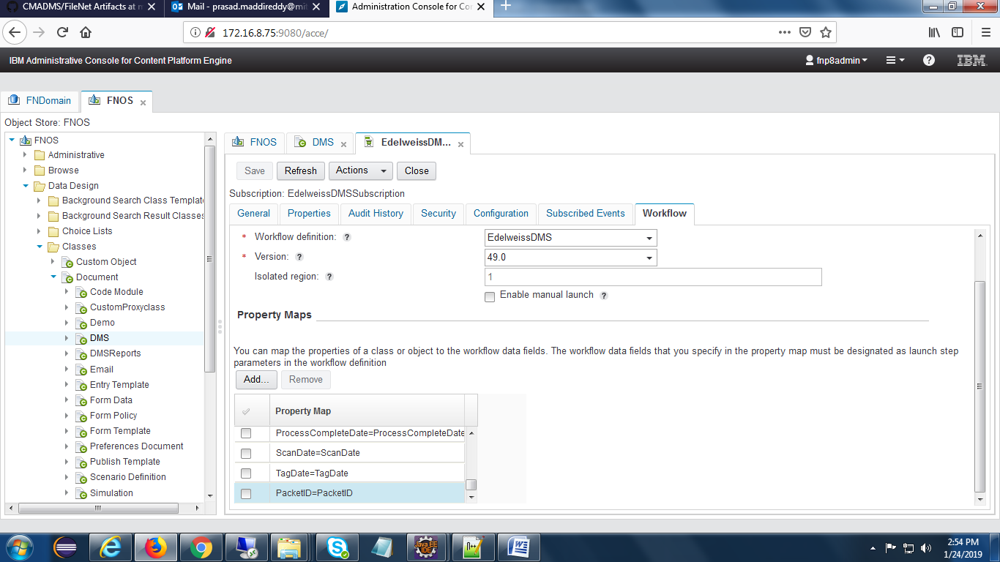 CMADMS/FileNet Artifacts at m
Mail - prasad.maddireddy@mit
Administration Console for Con
172.16.8.75:9080/acce/
IBM Administrative Console for Content Platform Engine
fnp8admin
IBM
FNDomain
FNOS
Object Store: FNOS
FNOS
Administrative
Browse
Data Design
Background Search Class Templat
Background Search Result Classes
Choice Lists
Classes
Custom Object
Document
Code Module
CustomProxyclass
Demo
DMS
DMSReports
Email
Entry Template
Form Data
Form Policy
Form Template
Preferences Document
Publish Template
Scenario Definition
Simulation
FNOS
DMS
EdelweissDM...
Save
Refresh
Actions
Close
Subscription: EdelweissDMSSubscription
General
Properties
Audit History
Security
Configuration
Subscribed Events
Workflow
* Workflow definition: ?
EdelweissDMS
* Version: ?
49.0
Isolated region: ?
1
Enable manual launch ?
Property Maps
You can map the properties of a class or object to the workflow data fields. The workflow data fields that you specify in the property map must be designated as launch step
parameters in the workflow definition
Add...
Remove
Property Map
ProcessCompleteDate=ProcessCompleteDate
ScanDate=ScanDate
TagDate=TagDate
PacketID=PacketID
Java EE
IDE
2:54 PM
1/24/2019